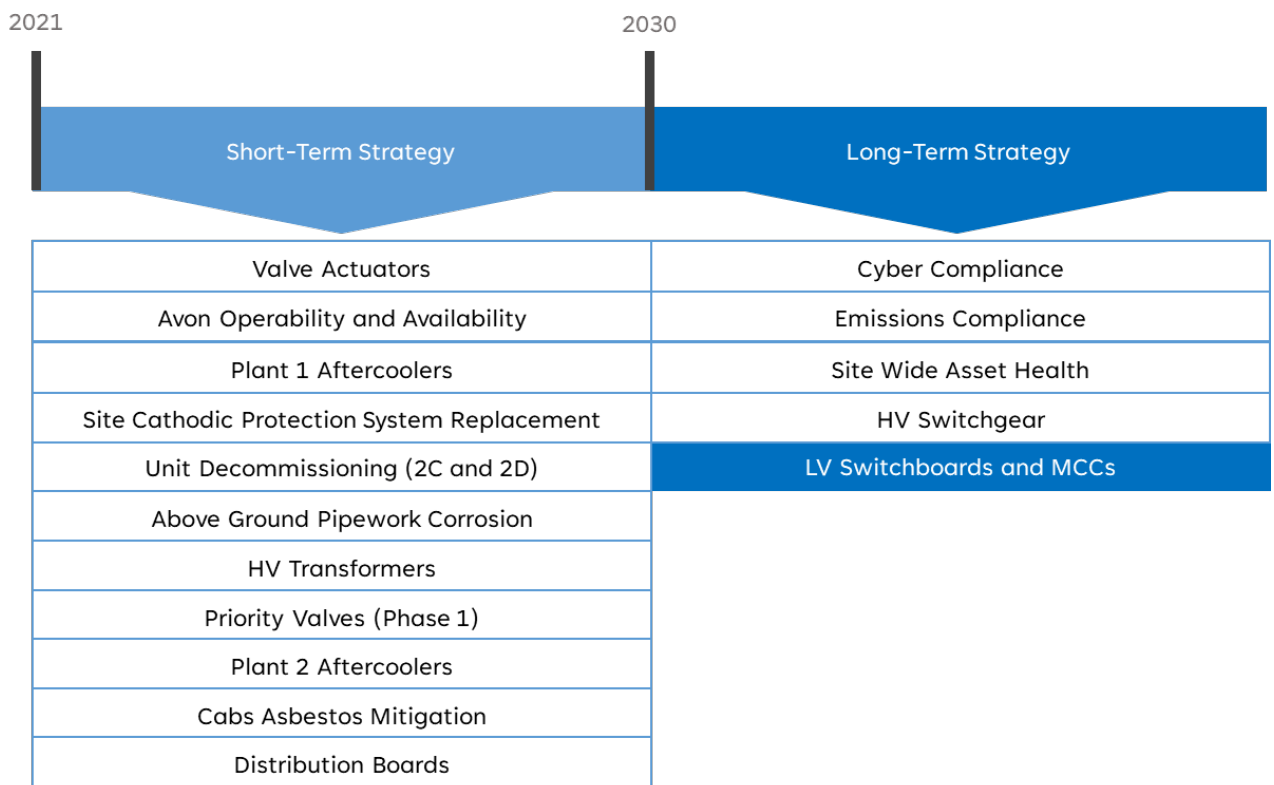 2021
2030
Short-Term Strategy
Long-Term Strategy
Valve Actuators
Cyber Compliance
Avon Operability and Availability
Emissions Compliance
Plant 1 Aftercoolers
Site Wide Asset Health
Site Cathodic Protection System Replacement
HV Switchgear
Unit Decommissioning (2C and 2D)
LV Switchboards and MCCs
Above Ground Pipework Corrosion
HV Transformers
Priority Valves (Phase 1)
Plant 2 Aftercoolers
Cabs Asbestos Mitigation
Distribution Boards